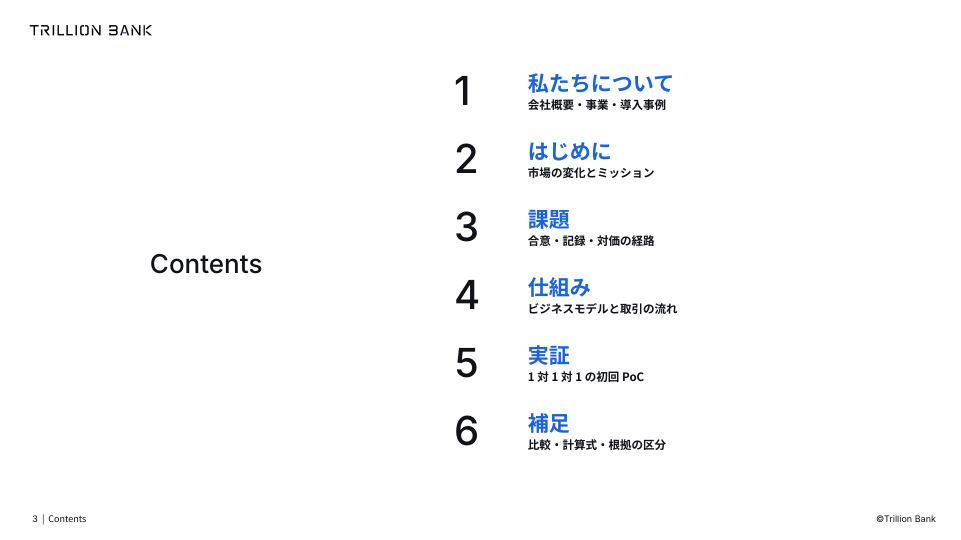 TRILLION BANK
1
私たちについて
会社概要・事業・導入事例
2
はじめに
市場の変化とミッション
3
課題
合意・記録・対価の経路
Contents
4
仕組み
ビジネスモデルと取引の流れ
5
実証
1 対 1 対 1 の初回 PoC
6
補足
比較・計算式・根拠の区分
3 | Contents
©Trillion Bank